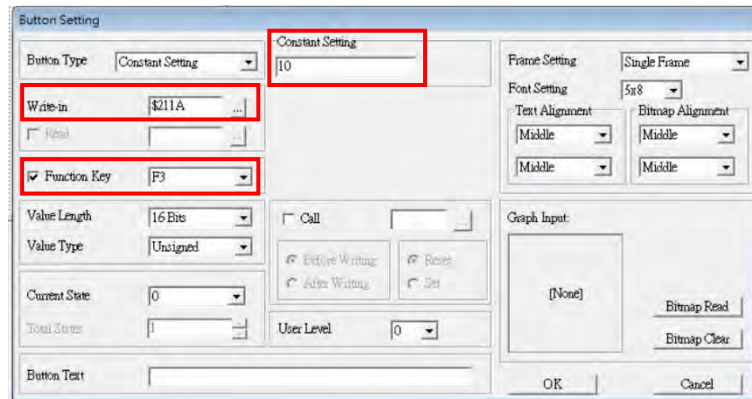 Button Setting
Button Type Constant Setting
Constant Setting
10
Write-in $211A ...
Read ...
Function Key F3
Value Length 16 Bits
Value Type Unsigned
Current State 0
Total States 1
Button Text
Call ...
Before Writing
After Writing
Reset
Set
User Level 0
Frame Setting Single Frame
Font Setting 5x8
Text Alignment
Middle
Middle
Bitmap Alignment
Middle
Middle
Graph Input:
[None]
Bitmap Read
Bitmap Clear
OK Cancel